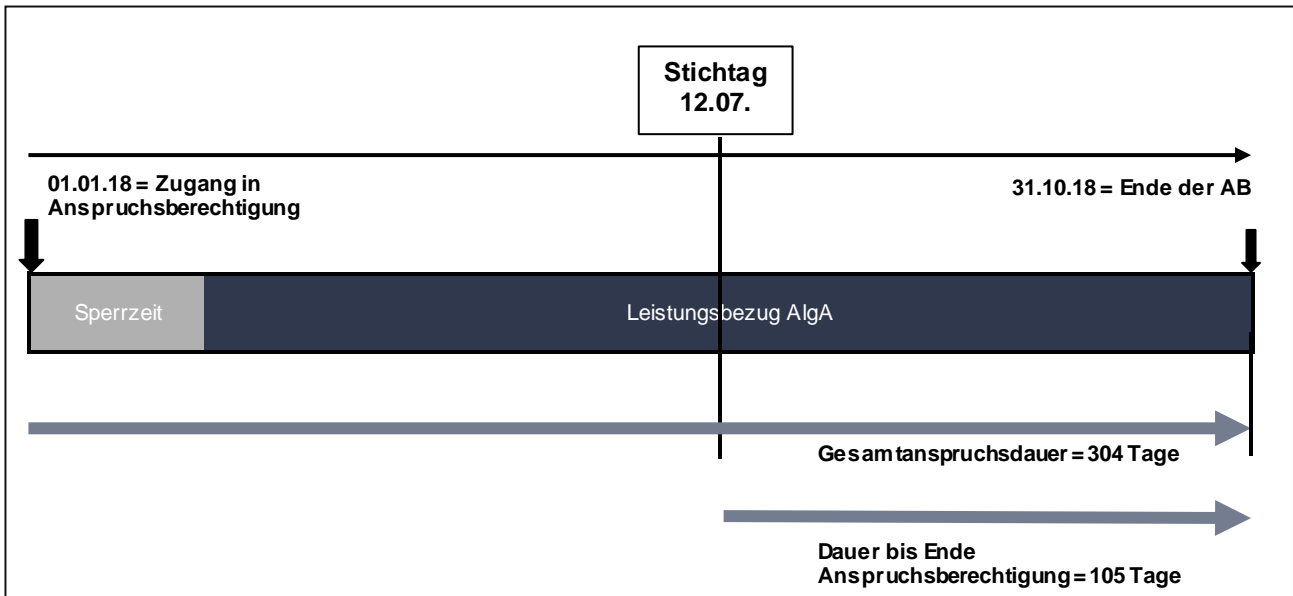 Stichtag
12.07.
01.01.18 = Zugang in
Anspruchsberechtigung
31.10.18 = Ende der AB
Sperrzeit
Leistungsbezug AlgA
Gesamtanspruchsdauer = 304 Tage
Dauer bis Ende
Anspruchsberechtigung = 105 Tage